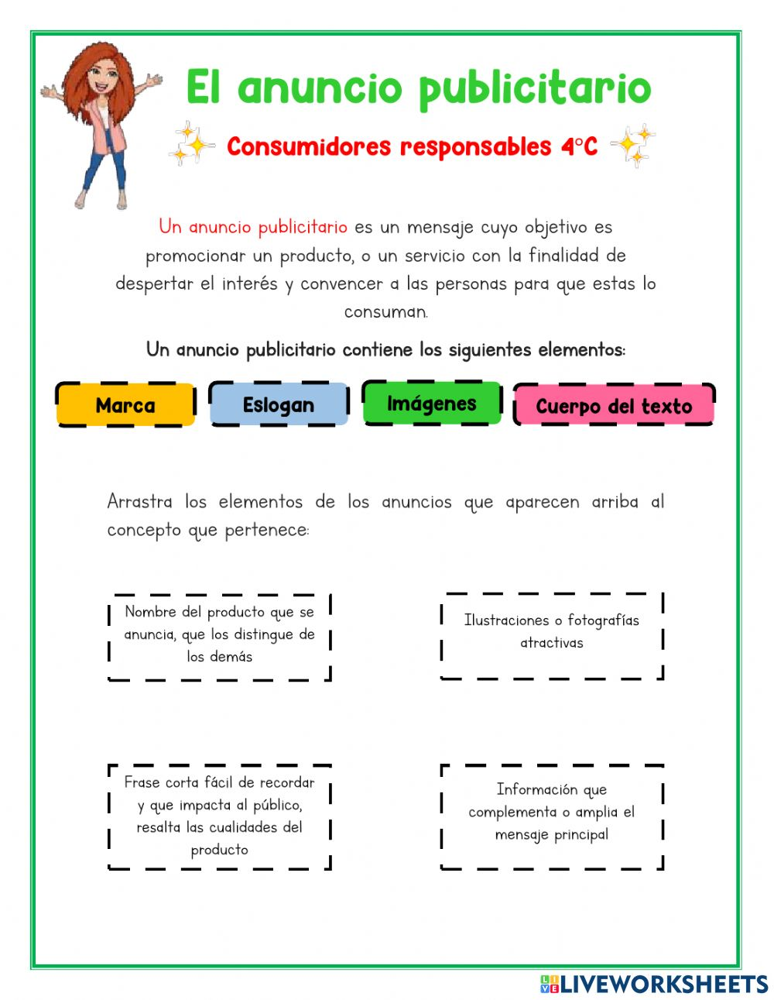 El anuncio publicitario
Consumidores responsables 4°C
Un anuncio publicitario es un mensaje cuyo objetivo es
promocionar un producto, o un servicio con la finalidad de
despertar el interés y convencer a las personas para que estas lo
consuman.
Un anuncio publicitario contiene los siguientes elementos:
Marca
Eslogan
Imágenes
Cuerpo del texto
Arrastra los elementos de los anuncios que aparecen arriba al
concepto que pertenece:
Nombre del producto que se
anuncia, que los distingue de
los demás
Ilustraciones o fotografías
atractivas
Frase corta fácil de recordar
y que impacta al público,
resalta las cualidades del
producto
Información que
complementa o amplia el
mensaje principal
LIVE LIVEWORKSHEETS